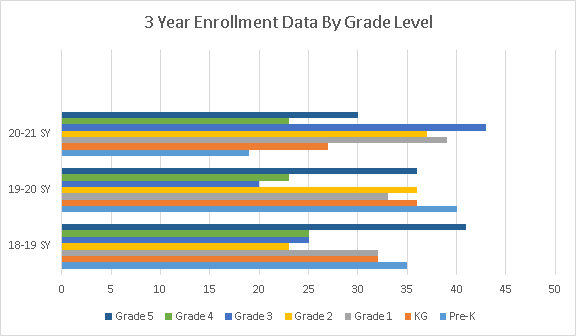 3 Year Enrollment Data By Grade Level
20-21 SY
19-20 SY
18-19 SY
0 5 10 15 20 25 30 35 40 45 50
Grade 5 Grade 4 Grade 3 Grade 2 Grade 1 KG Pre-K